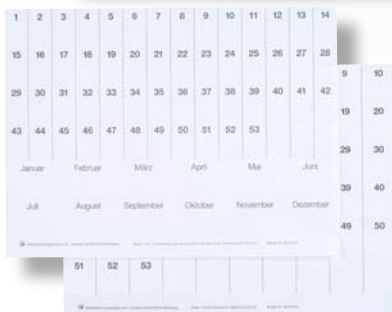 1 2 3 4 5 6 7 8 9 10 11 12 13 14
15 16 17 18 19 20 21 22 23 24 25 26 27 28
29 30 31 32 33 34 35 36 37 38 39 40 41 42
43 44 45 46 47 48 49 50 51 52 53
Januar Februar März April Mai Juni
Juli August September Oktober November Dezember
9 10
19 20
29 30
39 40
49 50
51 52 53